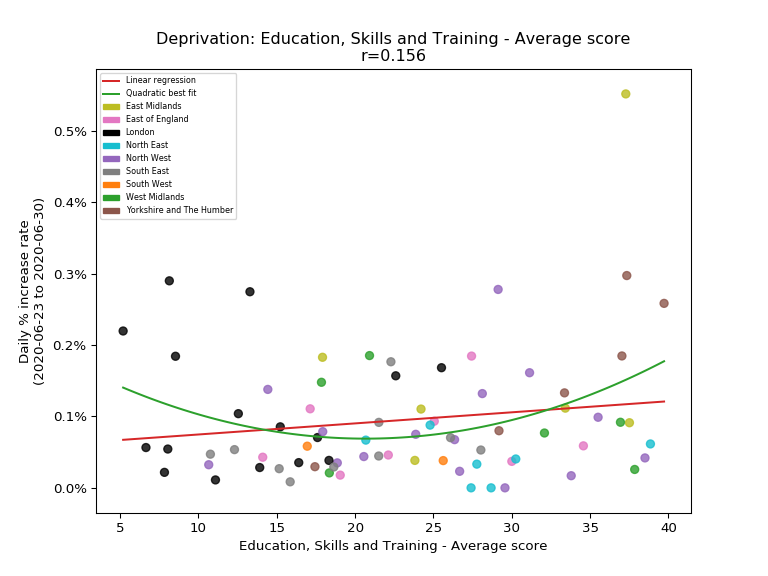 Deprivation: Education, Skills and Training - Average score
r=0.156
Linear regression
Quadratic best fit
East Midlands
East of England
London
North East
North West
South East
South West
West Midlands
Yorkshire and The Humber
0.5%
0.4%
0.3%
0.2%
0.1%
0.0%
Daily % increase rate
(2020-06-23 to 2020-06-30)
5 10 15 20 25 30 35 40
Education, Skills and Training - Average score